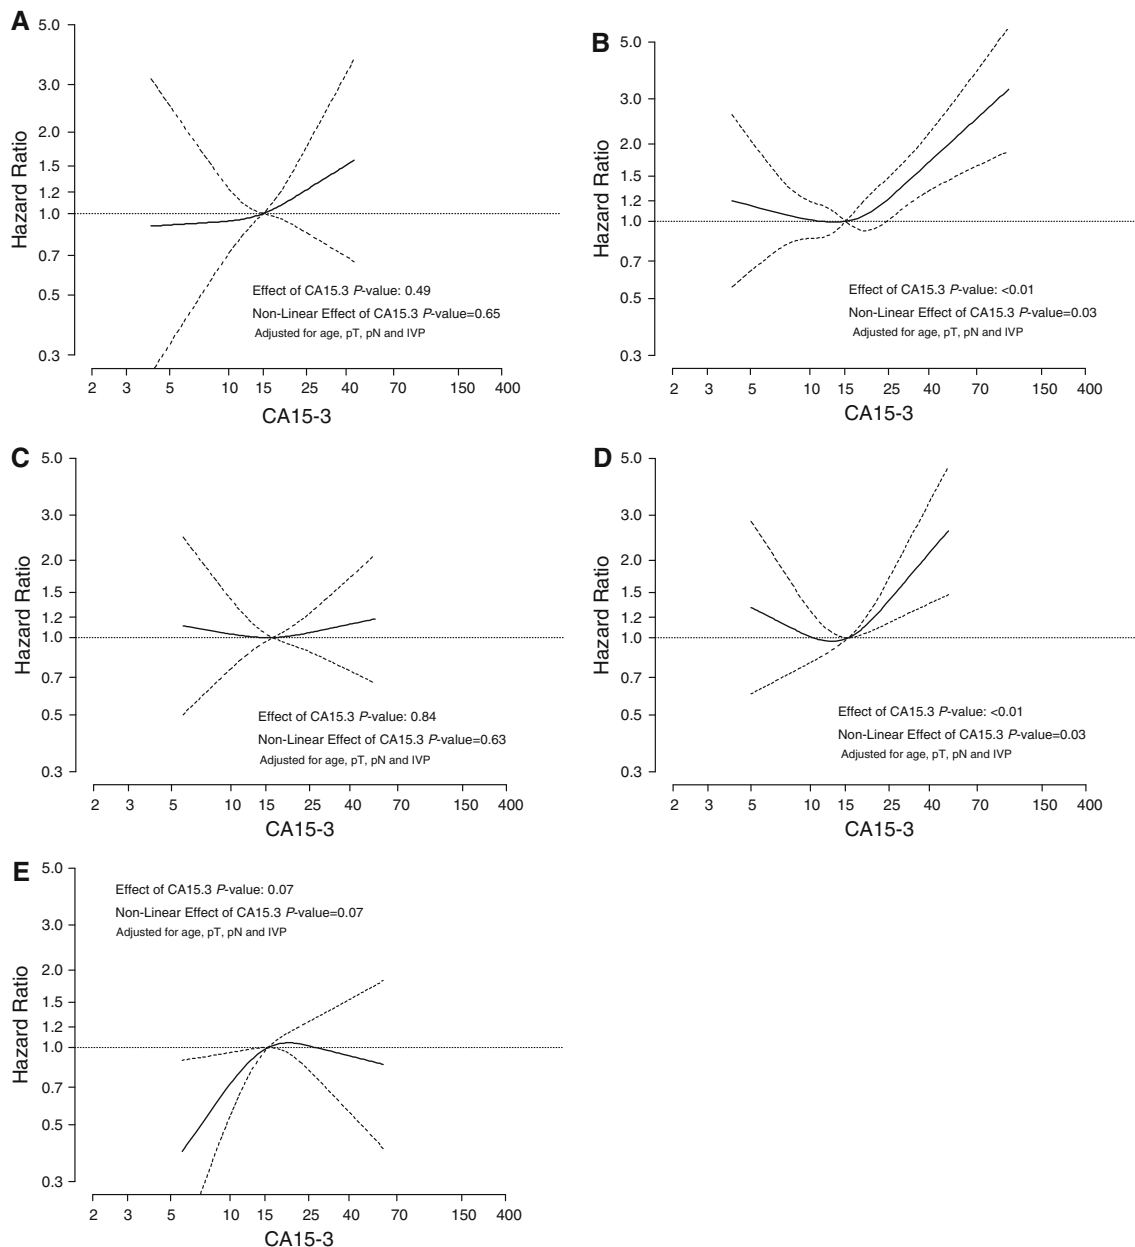 A
5.0
3.0
2.0
1.5
1.2
1.0
0.7
0.5
0.3
Hazard Ratio
Effect of CA15.3 P-value: 0.49
Non-Linear Effect of CA15.3 P-value=0.65
Adjusted for age, pT, pN and IVP
2 3 5 10 15 25 40 70 150 400
CA15-3
B
5.0
3.0
2.0
1.5
1.2
1.0
0.7
0.5
0.3
Hazard Ratio
Effect of CA15.3 P-value: <0.01
Non-Linear Effect of CA15.3 P-value=0.03
Adjusted for age, pT, pN and IVP
2 3 5 10 15 25 40 70 150 400
CA15-3
C
5.0
3.0
2.0
1.5
1.2
1.0
0.7
0.5
0.3
Hazard Ratio
Effect of CA15.3 P-value: 0.84
Non-Linear Effect of CA15.3 P-value=0.63
Adjusted for age, pT, pN and IVP
2 3 5 10 15 25 40 70 150 400
CA15-3
D
5.0
3.0
2.0
1.5
1.2
1.0
0.7
0.5
0.3
Hazard Ratio
Effect of CA15.3 P-value: <0.01
Non-Linear Effect of CA15.3 P-value=0.03
Adjusted for age, pT, pN and IVP
2 3 5 10 15 25 40 70 150 400
CA15-3
E
5.0
3.0
2.0
1.5
1.2
1.0
0.7
0.5
0.3
Hazard Ratio
Effect of CA15.3 P-value: 0.07
Non-Linear Effect of CA15.3 P-value=0.07
Adjusted for age, pT, pN and IVP
2 3 5 10 15 25 40 70 150 400
CA15-3